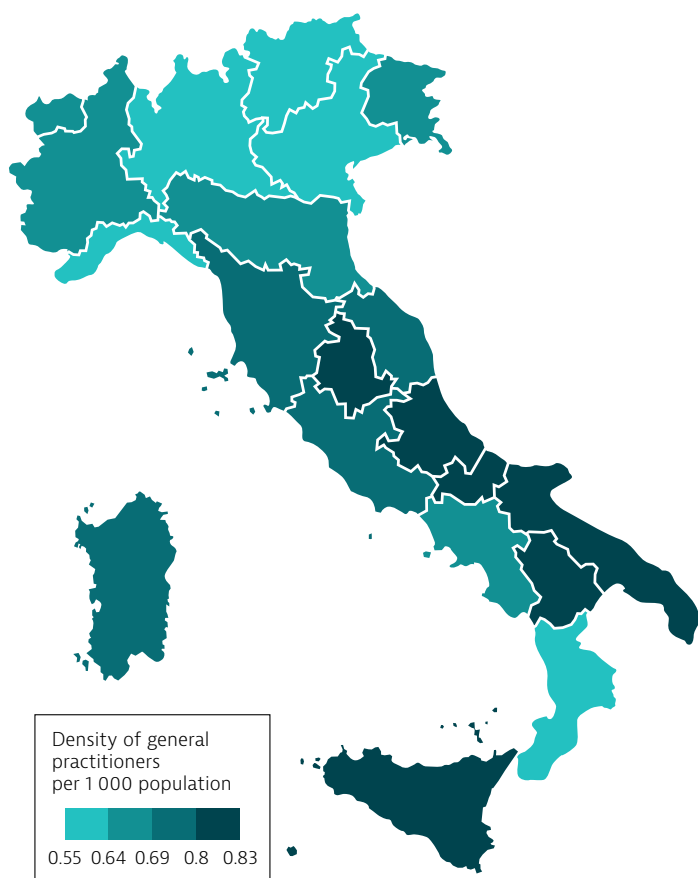 Density of general
practitioners
per 1 000 population
0.55 0.64 0.69 0.8 0.83